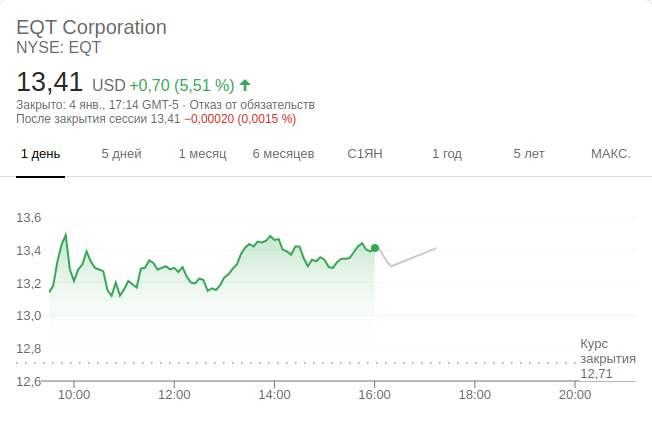 EQT Corporation
NYSE: EQT
13,41 USD +0,70 (5,51 %)
Закрыто: 4 янв., 17:14 GMT-5 · Отказ от обязательств
После закрытия сессии 13,41 −0,00020 (0,0015 %)
1 день 5 дней 1 месяц 6 месяцев С1ЯН 1 год 5 лет МАКС.
13,6
13,4
13,2
13,0
12,8
12,6
Курс
закрытия
12,71
10:00 12:00 14:00 16:00 18:00 20:00